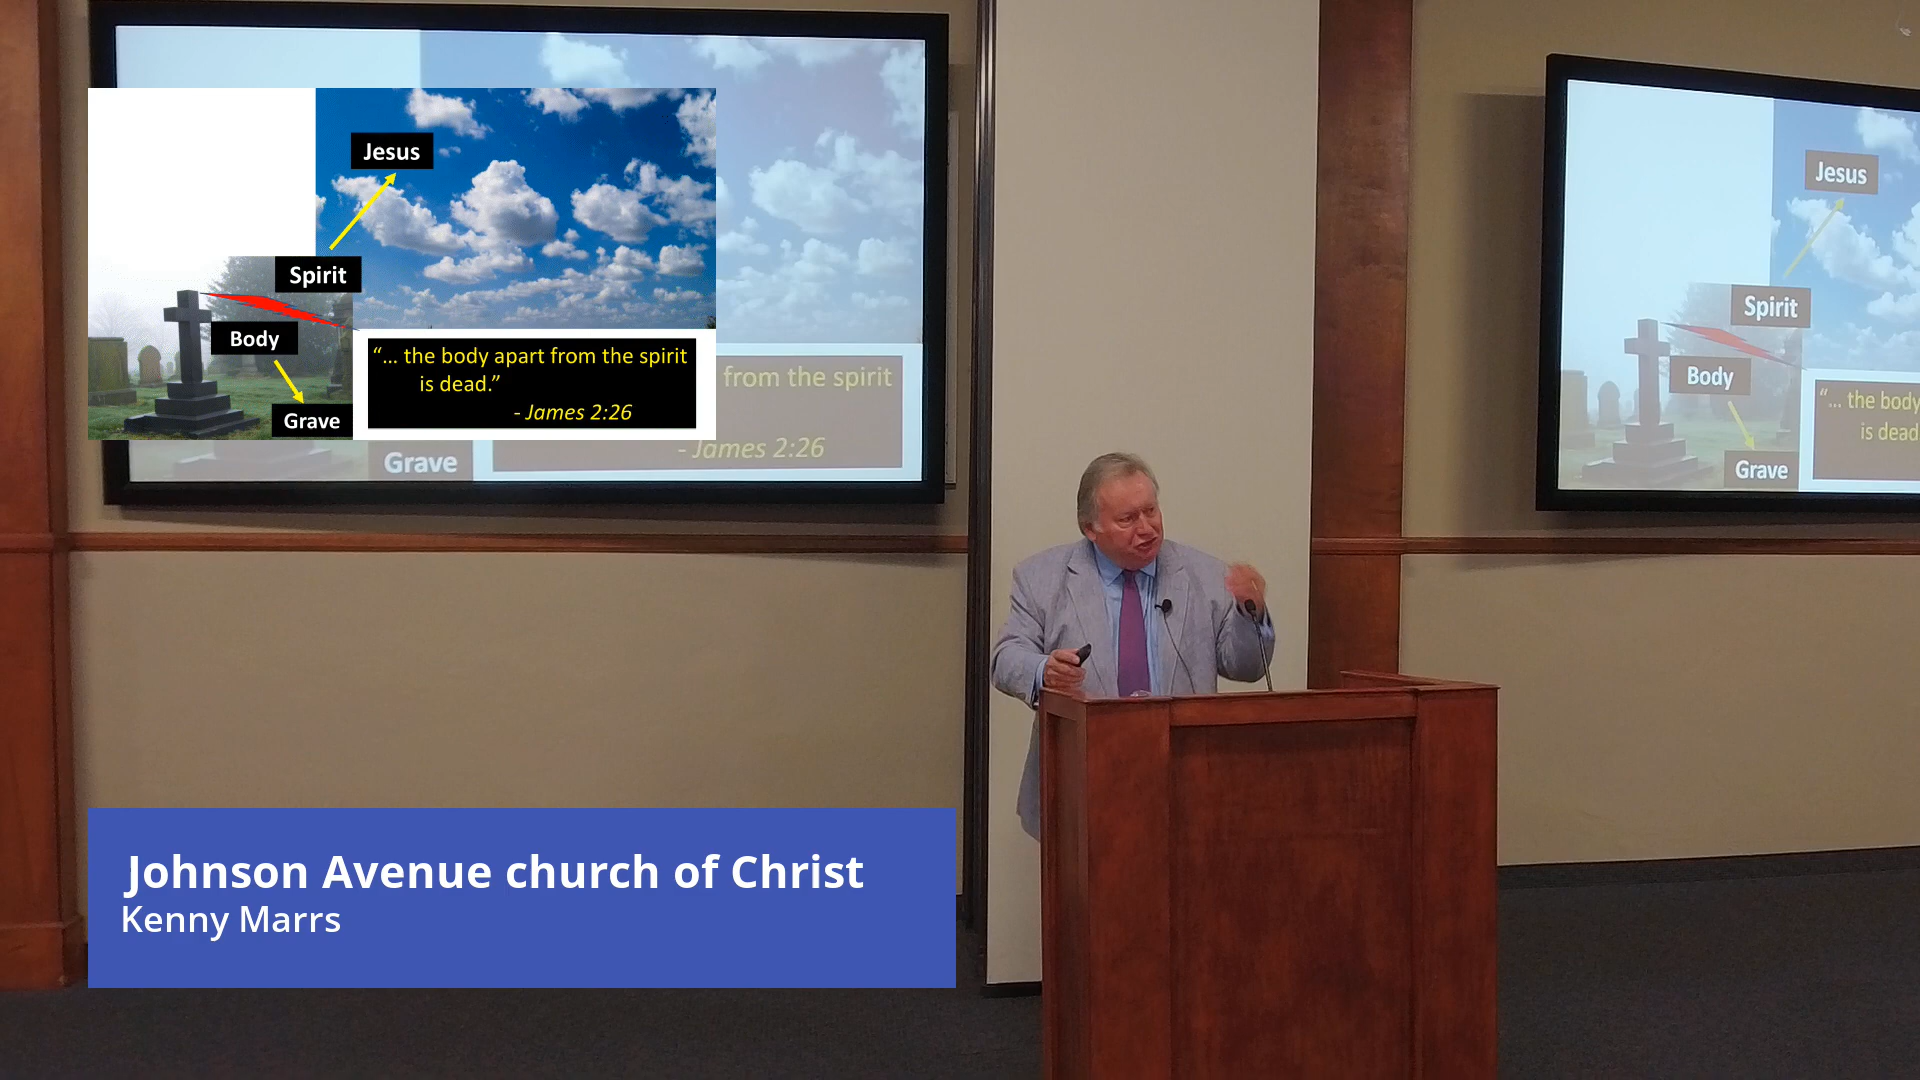 Jesus
Spirit
Body
Grave
“... the body apart from the spirit
is dead.”
- James 2:26
from the spirit
- James 2:26
Grave
Jesus
Spirit
Body
Grave
“... the body
is dead
Johnson Avenue church of Christ
Kenny Marrs